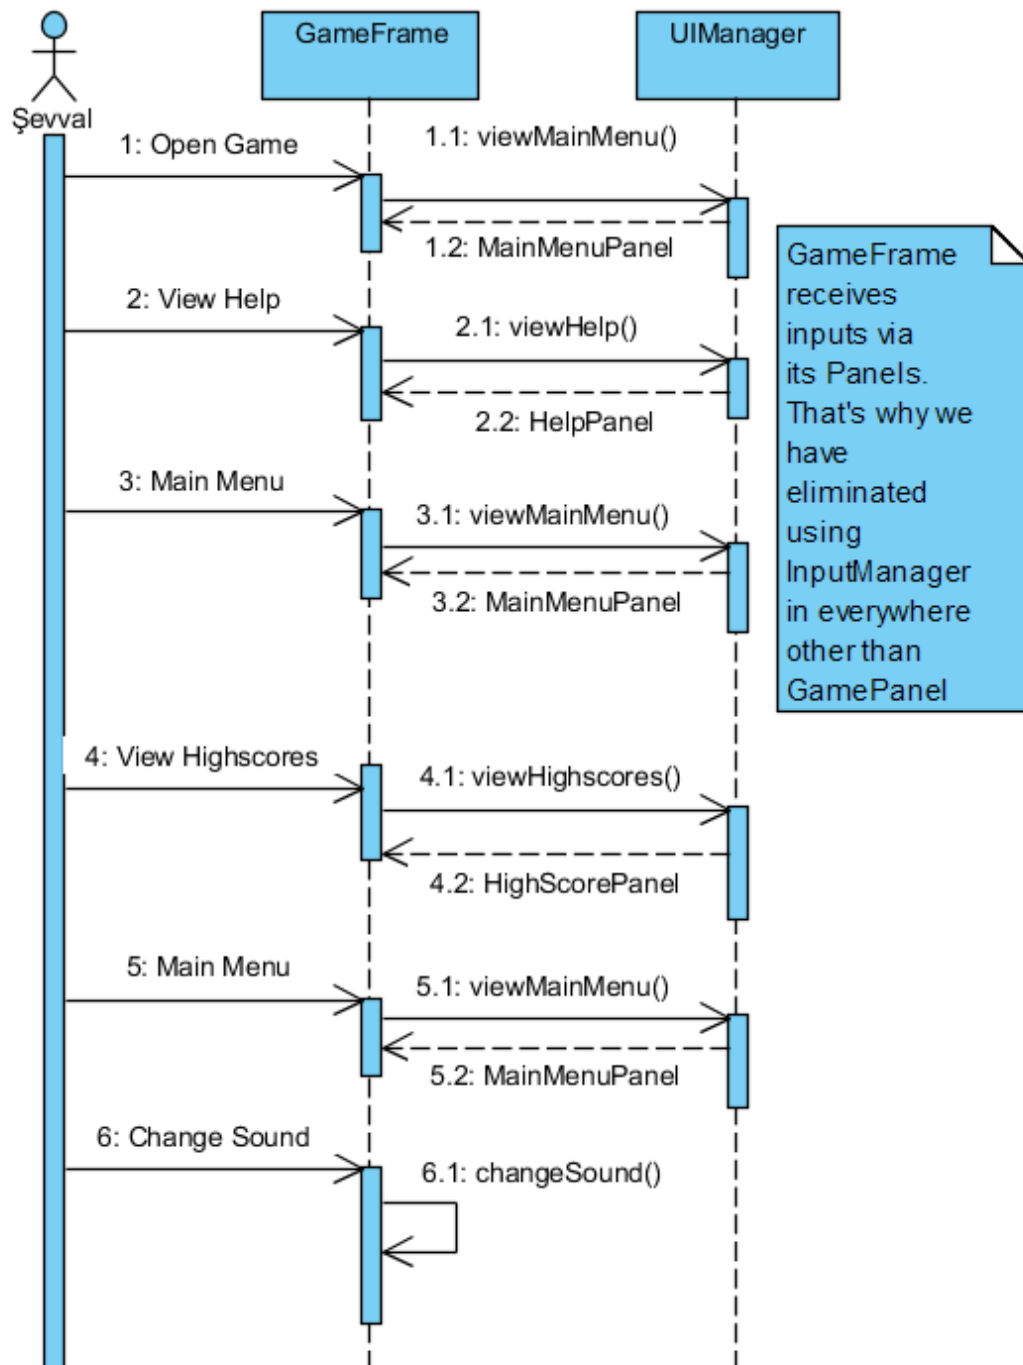 GameFrame
UIManager
Şevval
1: Open Game
1.1: viewMainMenu()
1.2: MainMenuPanel
2: View Help
2.1: viewHelp()
2.2: HelpPanel
3: Main Menu
3.1: viewMainMenu()
3.2: MainMenuPanel
GameFrame
receives
inputs via
its Panels.
That's why we
have
eliminated
using
InputManager
in everywhere
other than
GamePanel
4: View Highscores
4.1: viewHighscores()
4.2: HighScorePanel
5: Main Menu
5.1: viewMainMenu()
5.2: MainMenuPanel
6: Change Sound
6.1: changeSound()